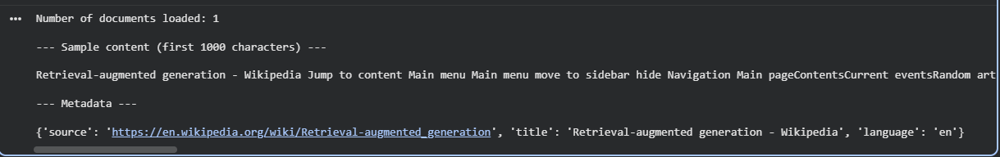 Number of documents loaded: 1
--- Sample content (first 1000 characters) ---
Retrieval-augmented generation - Wikipedia Jump to content Main menu Main menu move to sidebar hide Navigation Main pageContentsCurrent eventsRandom art
--- Metadata ---
{'source': 'https://en.wikipedia.org/wiki/Retrieval-augmented_generation', 'title': 'Retrieval-augmented generation - Wikipedia', 'language': 'en'}